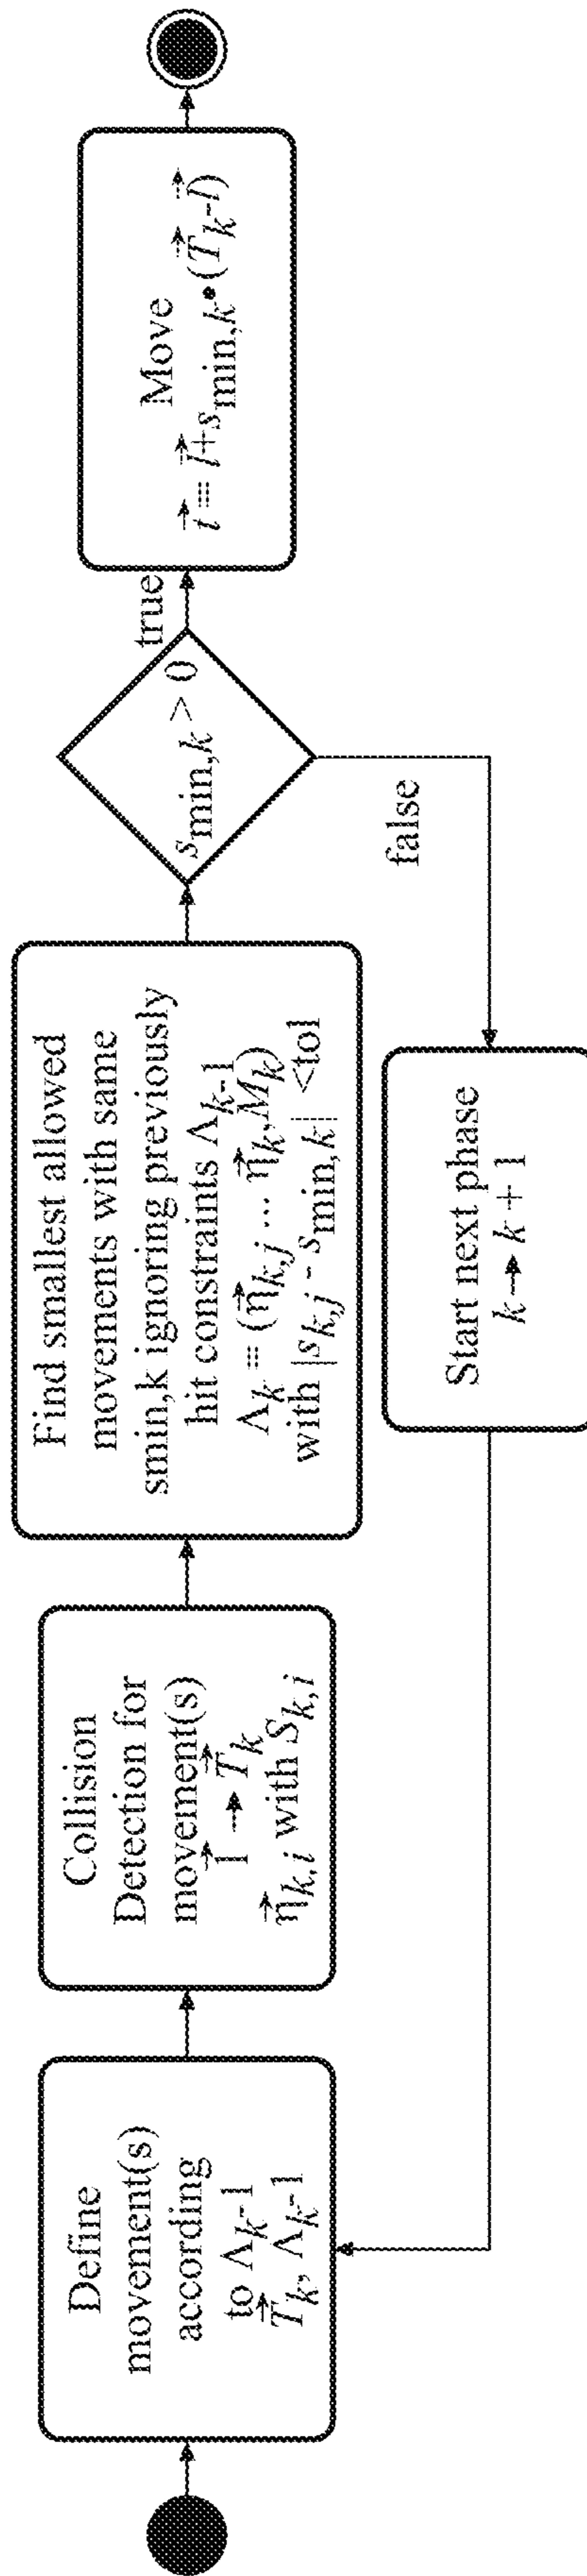 Define
movement(s)
according
to Λk-1
T⃗k, Λk-1
Collision
Detection for
movement(s)
l⃗ → T⃗k
η⃗k,i with Sk,i
Find smallest allowed
movements with same
smin,k ignoring previously
hit constraints Λk-1
Λk = (η⃗k,j ... η⃗k,Mk)
with |sk,j - smin,k| <tol
smin,k > 0
true
false
Move
l⃗ = l⃗+smin,k•(T⃗k-l⃗)
Start next phase
k → k + 1